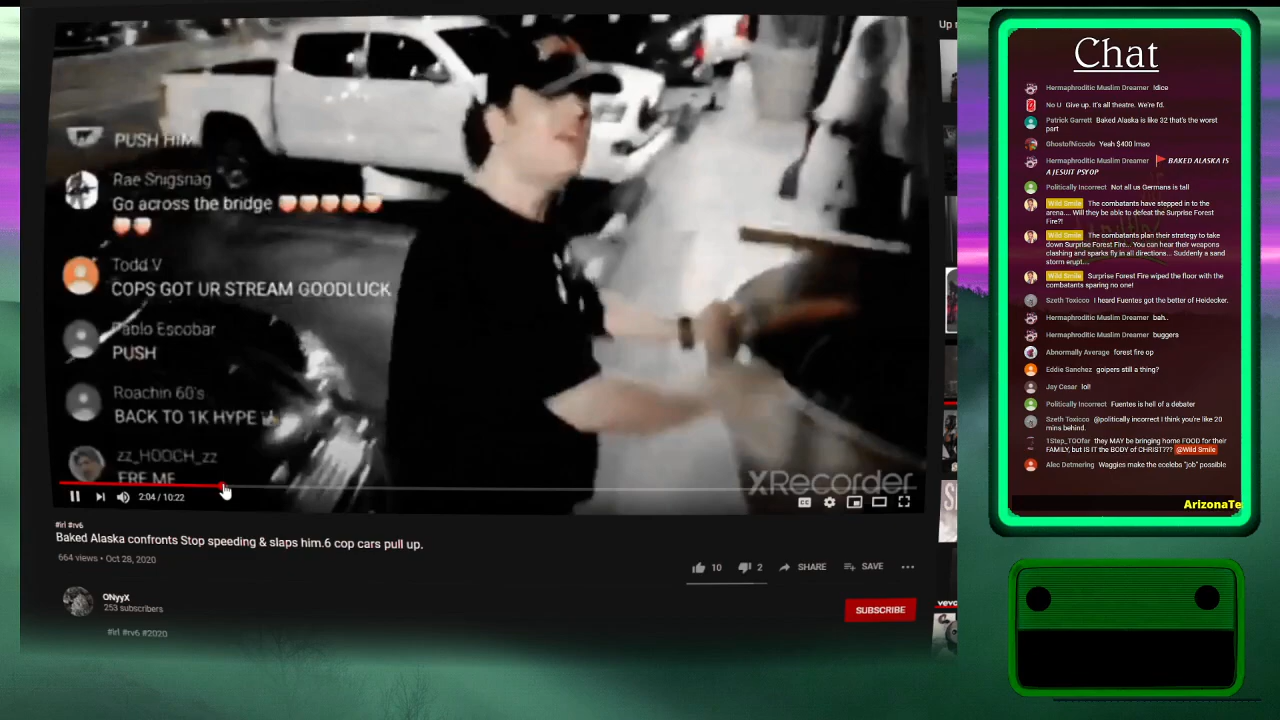 PUSH HIM
Rae Snigsnag
Go across the bridge
Todd V
COPS GOT UR STREAM GOODLUCK
Pablo Escobar
PUSH
Roachin 60's
BACK TO 1K HYPE
zz_HOOCH_zz
FRE ME
XRecorder
2:04 / 10:22
#irl #rv6
Baked Alaska confronts Stop speeding & slaps him.6 cop cars pull up.
664 views • Oct 28, 2020
10
2
SHARE
SAVE
ONyyX
253 subscribers
SUBSCRIBE
#irl #rv6 #2020
Up
vevo
Chat
Hermaphroditic Muslim Dreamer !dice
No U Give up. It's all theatre. We're fd.
Patrick Garrett Baked Alaska is like 32 that's the worst
part
GhostofNiccolo Yeah $400 lmao
Hermaphroditic Muslim Dreamer BAKED ALASKA IS
A JESUIT PSYOP
Politically Incorrect Not all us Germans is tall
Wild Smile The combatants have stepped in to the
arena.... Will they be able to defeat the Surprise Forest
Fire?!
Wild Smile The combatants plan their strategy to take
down Surprise Forest Fire... You can hear their weapons
clashing and sparks fly in all directions... Suddenly a sand
storm erupt....
Wild Smile Surprise Forest Fire wiped the floor with the
combatants sparing no one!
Szeth Toxicco I heard Fuentes got the better of Heidecker.
Hermaphroditic Muslim Dreamer bah..
Hermaphroditic Muslim Dreamer buggers
Abnormally Average forest fire op
Eddie Sanchez goipers still a thing?
Jay Cesar lol!
Politically Incorrect Fuentes is hell of a debater
Szeth Toxicco @politically incorrect I think you're like 20
mins behind.
1Step_TOOfar they MAY be bringing home FOOD for their
FAMILY, but IS IT the BODY of CHRIST??? @Wild Smile
Alec Detmering Waggies make the ecelebs "job" possible
ArizonaTe